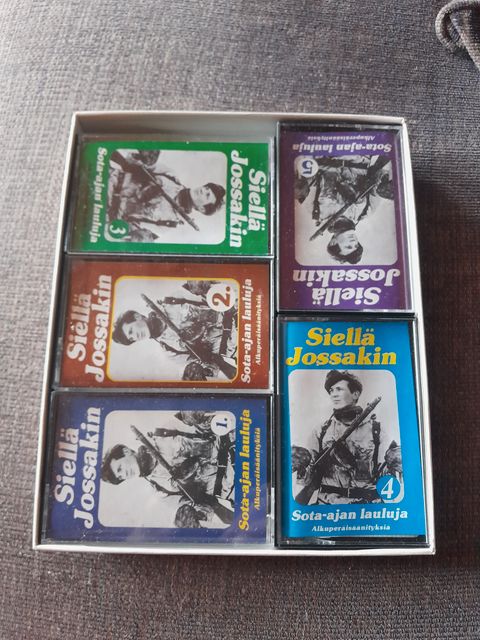 Siellä
Jossakin
Sota-ajan lauluja
3
Siellä
Jossakin
5
Sota-ajan lauluja
Alkuperäisäänityksiä
Siellä
Jossakin
2.
Sota-ajan lauluja
Alkuperäisäänityksiä
Siellä
Jossakin
4
Sota-ajan lauluja
Alkuperäisäänityksiä
Siellä
Jossakin
1.
Sota-ajan lauluja
Alkuperäisäänityksiä